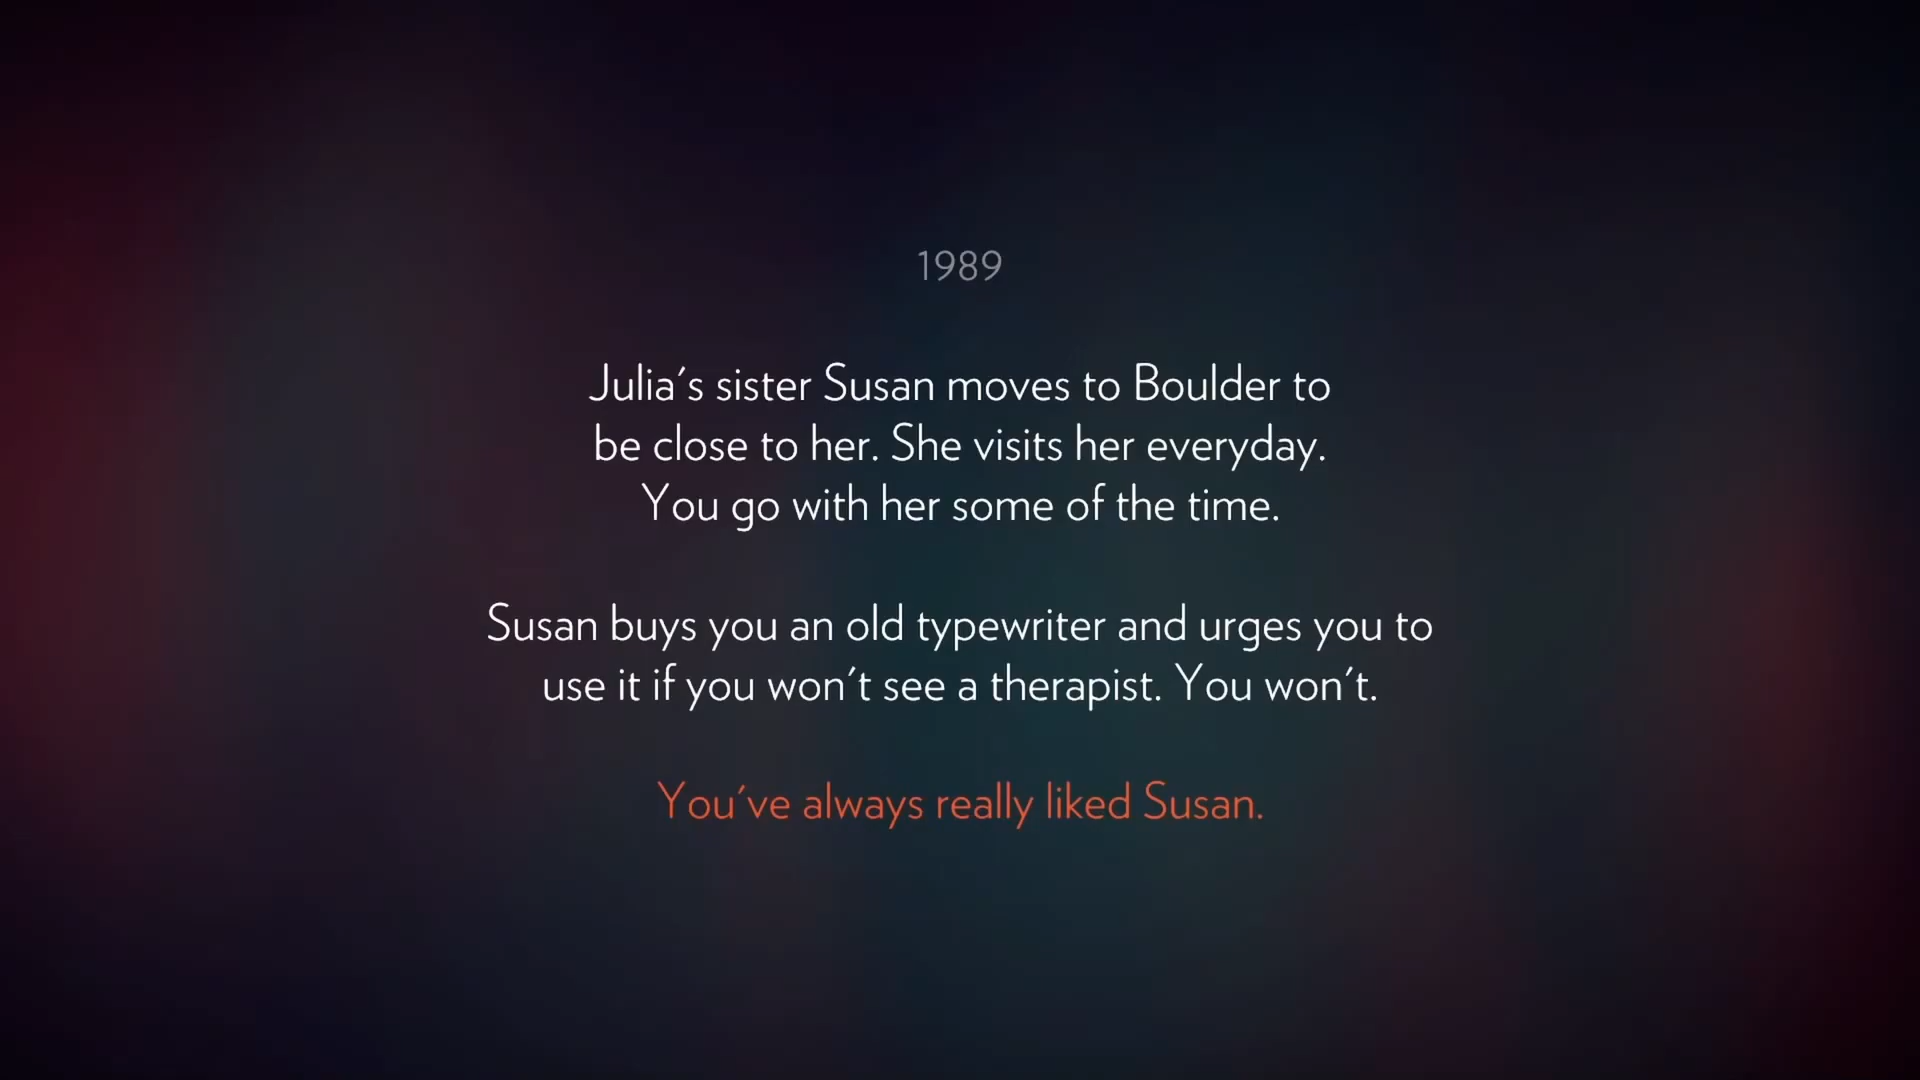 1989
Julia's sister Susan moves to Boulder to
be close to her. She visits her everyday.
You go with her some of the time.
Susan buys you an old typewriter and urges you to
use it if you won't see a therapist. You won't.
You've always really liked Susan.